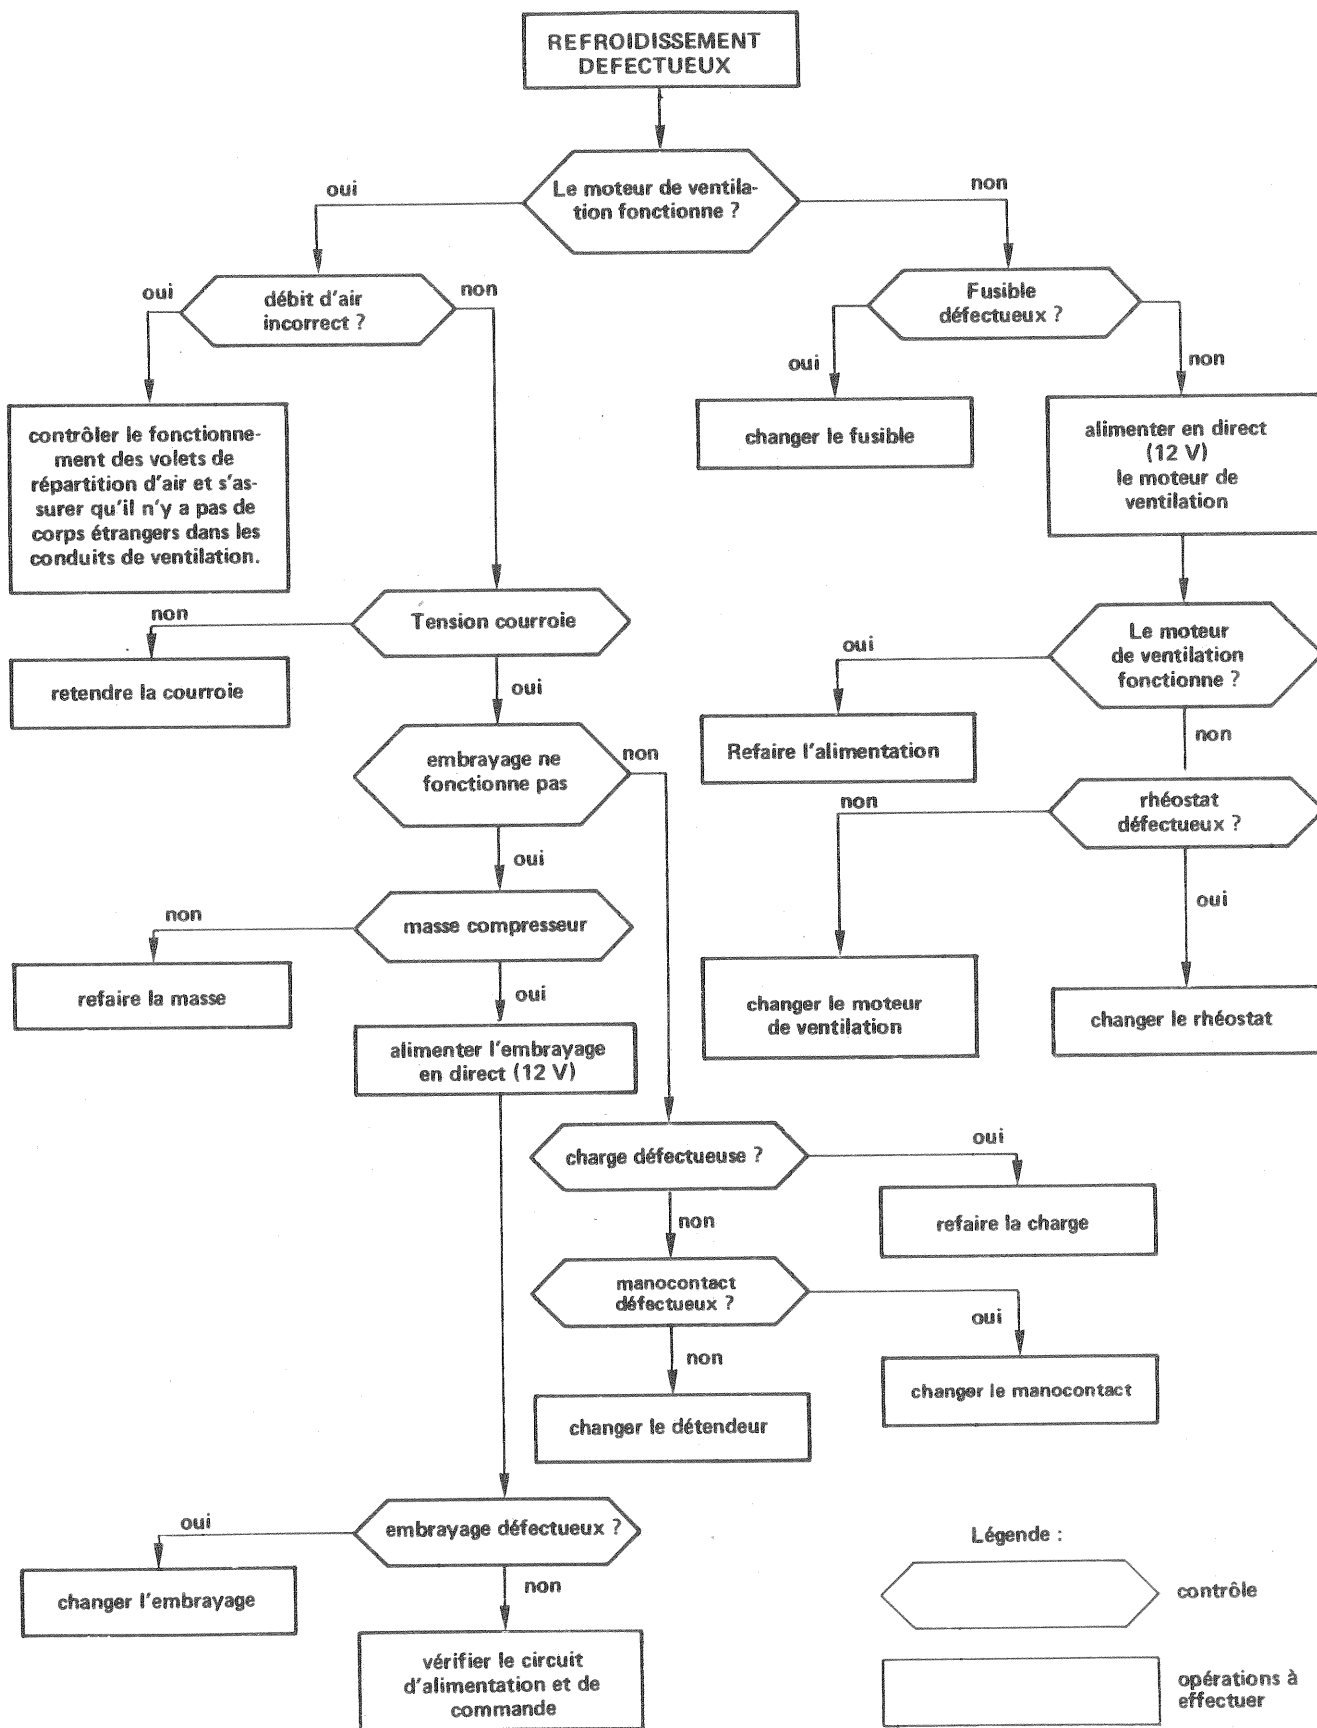 REFROIDISSEMENT
DEFECTUEUX
Le moteur de ventila-
tion fonctionne ?
oui
non
débit d'air
incorrect ?
oui
non
Fusible
défectueux ?
oui
non
contrôler le fonctionne-
ment des volets de
répartition d'air et s'as-
surer qu'il n'y a pas de
corps étrangers dans les
conduits de ventilation.
changer le fusible
alimenter en direct
(12 V)
le moteur de
ventilation
Tension courroie
non
oui
retendre la courroie
Le moteur
de ventilation
fonctionne ?
oui
non
Refaire l'alimentation
embrayage ne
fonctionne pas
non
oui
rhéostat
défectueux ?
non
oui
masse compresseur
non
oui
refaire la masse
changer le moteur
de ventilation
changer le rhéostat
alimenter l'embrayage
en direct (12 V)
charge défectueuse ?
oui
non
refaire la charge
manocontact
défectueux ?
oui
non
changer le manocontact
changer le détendeur
embrayage défectueux ?
oui
non
changer l'embrayage
vérifier le circuit
d'alimentation et de
commande
Légende :
contrôle
opérations à
effectuer